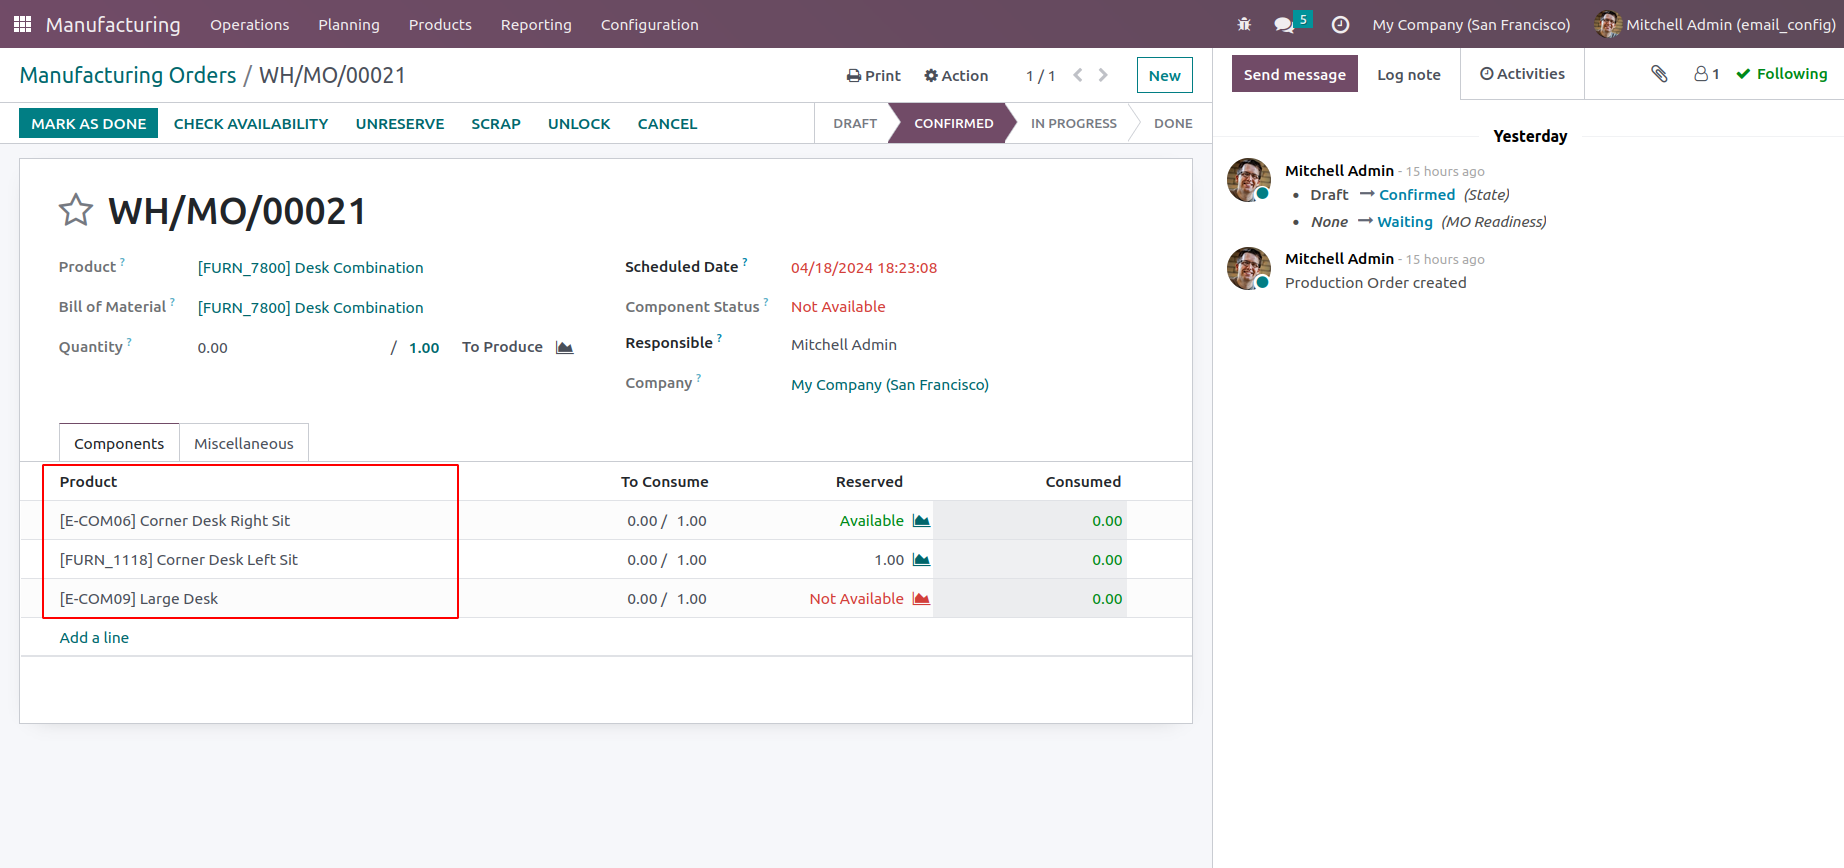 Manufacturing Operations Planning Products Reporting Configuration 5 My Company (San Francisco) Mitchell Admin (email_config)
Manufacturing Orders / WH/MO/00021 Print Action 1 / 1 New
MARK AS DONE CHECK AVAILABILITY UNRESERVE SCRAP UNLOCK CANCEL DRAFT CONFIRMED IN PROGRESS DONE
WH/MO/00021
Product ? [FURN_7800] Desk Combination Scheduled Date ? 04/18/2024 18:23:08
Bill of Material ? [FURN_7800] Desk Combination Component Status ? Not Available
Quantity ? 0.00 / 1.00 To Produce Responsible ? Mitchell Admin
Company ? My Company (San Francisco)
Components Miscellaneous
Product To Consume Reserved Consumed
[E-COM06] Corner Desk Right Sit 0.00 / 1.00 Available 0.00
[FURN_1118] Corner Desk Left Sit 0.00 / 1.00 1.00 0.00
[E-COM09] Large Desk 0.00 / 1.00 Not Available 0.00
Add a line
Send message Log note Activities 1 Following
Yesterday
Mitchell Admin - 15 hours ago
• Draft → Confirmed (State)
• None → Waiting (MO Readiness)
Mitchell Admin - 15 hours ago
Production Order created